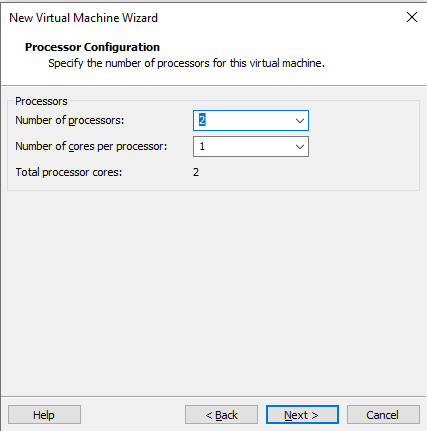 New Virtual Machine Wizard
Processor Configuration
Specify the number of processors for this virtual machine.
Processors
Number of processors: 2
Number of cores per processor: 1
Total processor cores: 2
Help < Back Next > Cancel